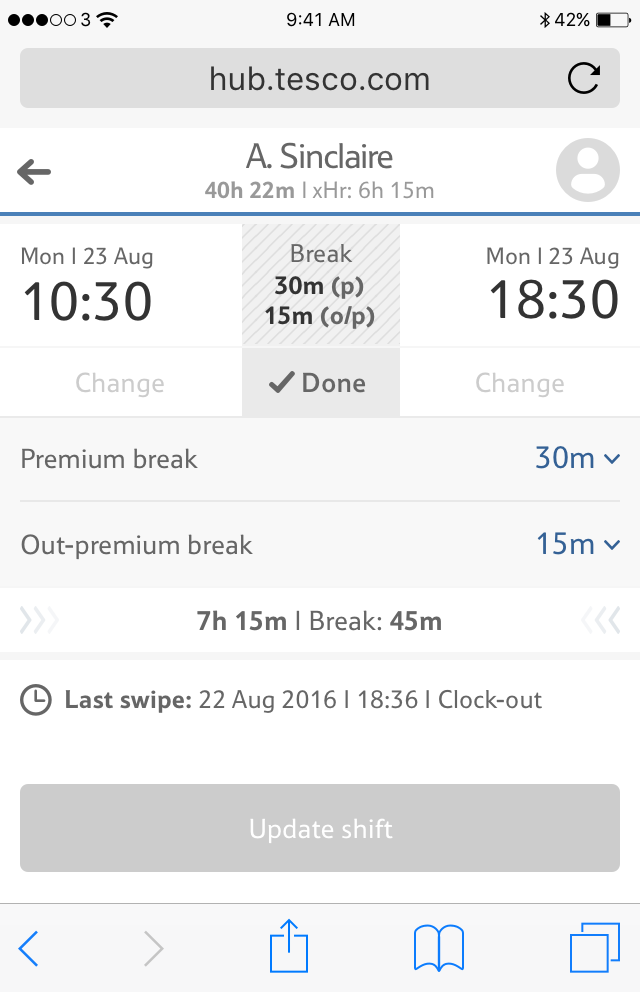 3 9:41 AM 42%
hub.tesco.com
A. Sinclaire
40h 22m | xHr: 6h 15m
Mon | 23 Aug
10:30
Break
30m (p)
15m (o/p)
Mon | 23 Aug
18:30
Change
Done
Change
Premium break 30m
Out-premium break 15m
7h 15m | Break: 45m
Last swipe: 22 Aug 2016 | 18:36 | Clock-out
Update shift